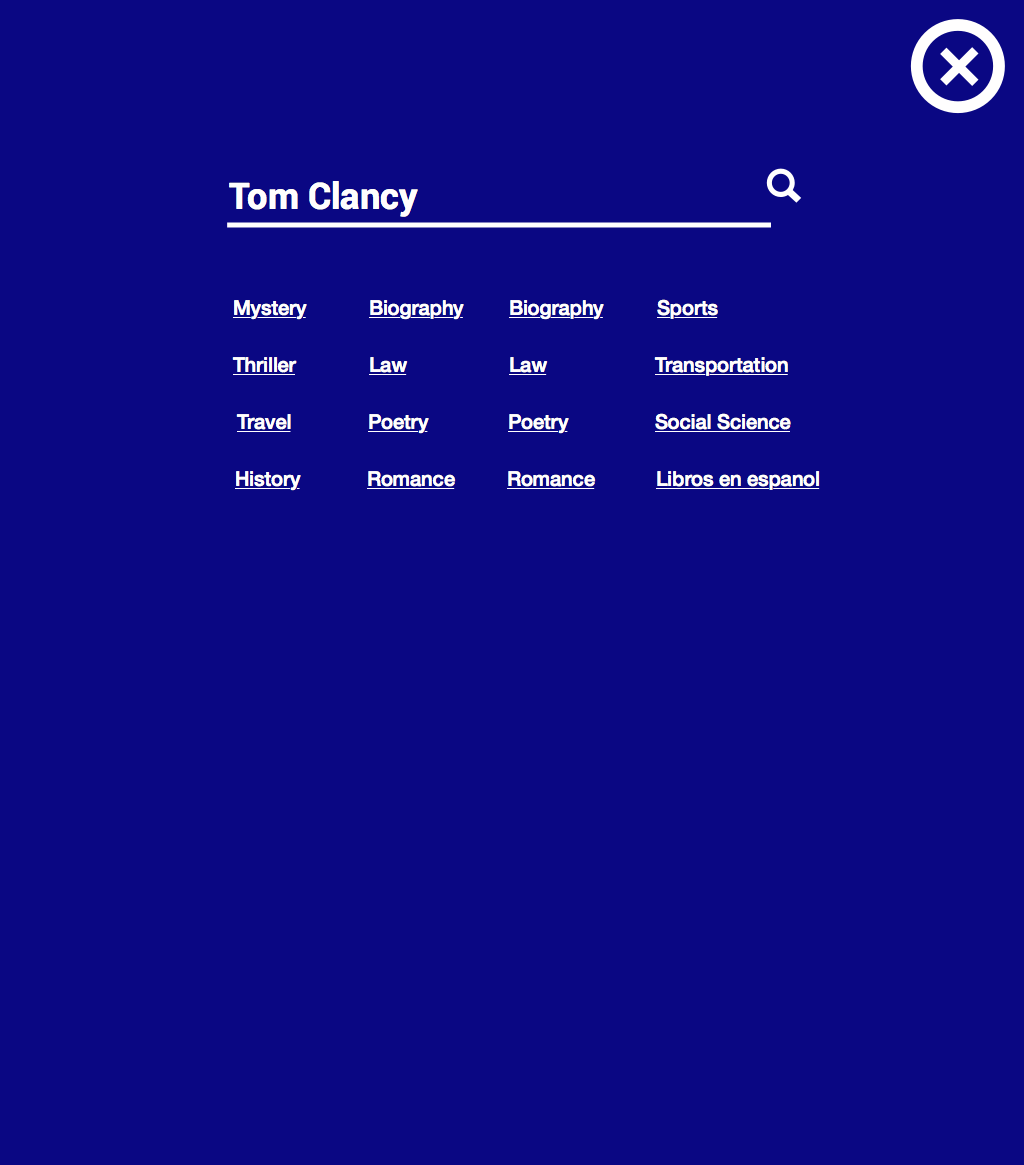 Tom Clancy
Mystery Biography Biography Sports
Thriller Law Law Transportation
Travel Poetry Poetry Social Science
History Romance Romance Libros en espanol